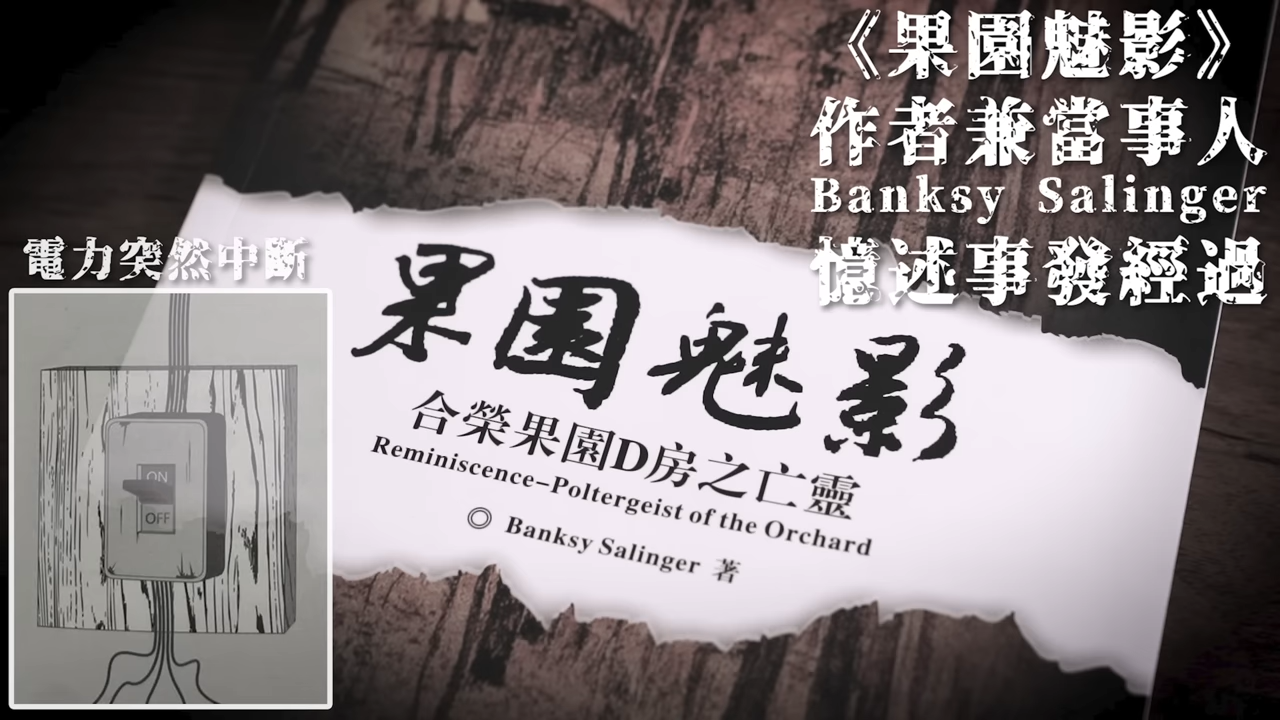 《果園魅影》
作者兼當事人
Banksy Salinger
憶述事發經過
電力突然中斷
ON
OFF
果園魅影
合榮果園D房之亡靈
Reminiscence–Poltergeist of the Orchard
◎ Banksy Salinger 著